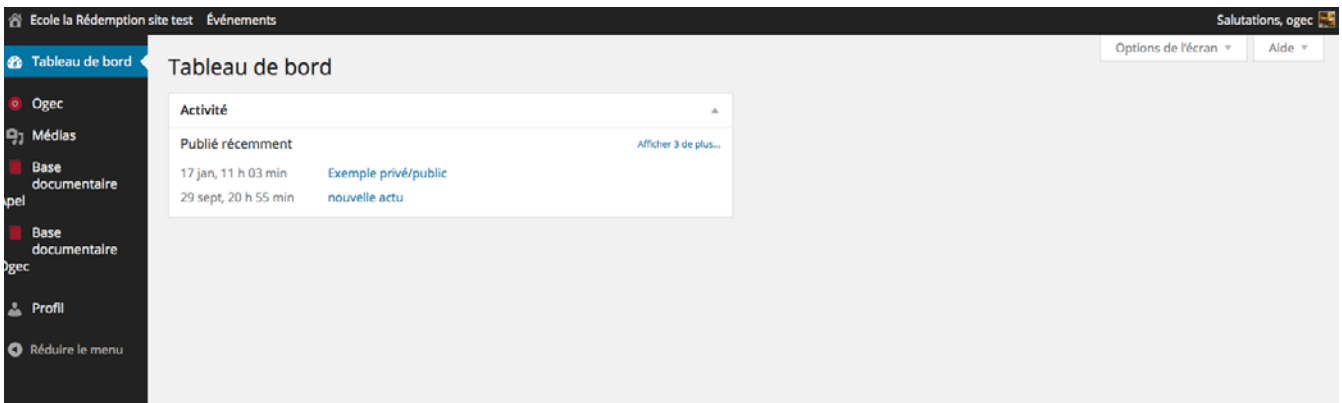 Ecole la Rédemption site test Événements
Salutations, ogec
Tableau de bord
Ogec
Médias
Base
documentaire
Apel
Base
documentaire
Ogec
Profil
Réduire le menu
Options de l'écran
Aide
Tableau de bord
Activité
Publié récemment
Afficher 3 de plus...
17 jan, 11 h 03 min Exemple privé/public
29 sept, 20 h 55 min nouvelle actu